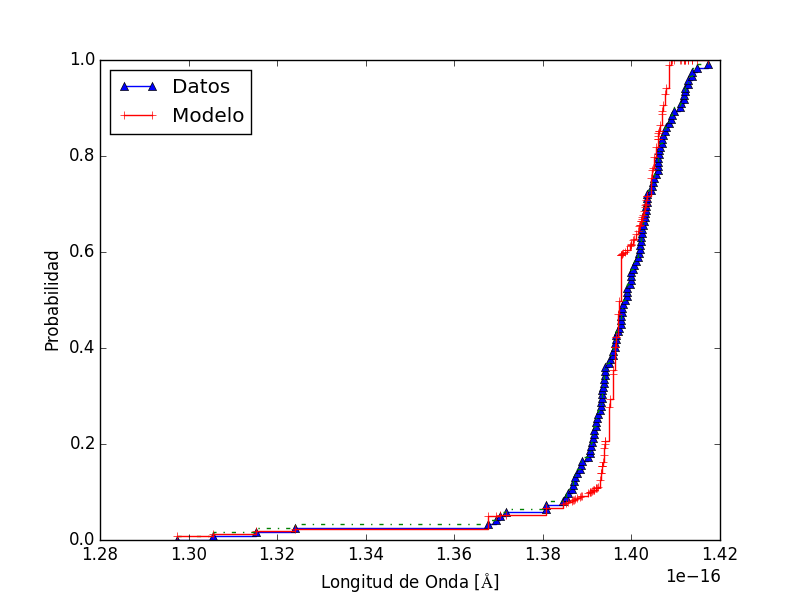 Datos
Modelo
1.0
0.8
0.6
0.4
0.2
0.0
Probabilidad
1.28 1.30 1.32 1.34 1.36 1.38 1.40 1.42
1e−16
Longitud de Onda [Å]